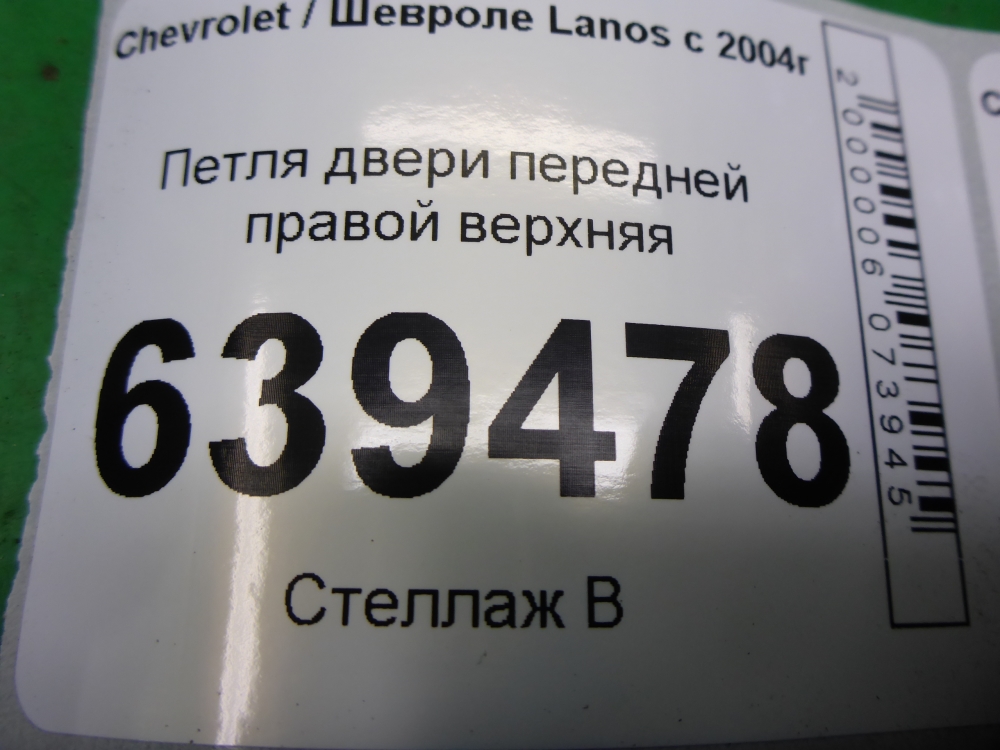 Chevrolet / Шевроле Lanos с 2004г
Петля двери передней
правой верхняя
639478
Стеллаж В
2000006073945